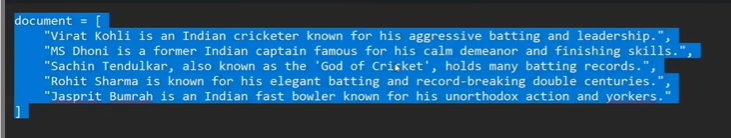 document = [
"Virat Kohli is an Indian cricketer known for his aggressive batting and leadership.",
"MS Dhoni is a former Indian captain famous for his calm demeanor and finishing skills.",
"Sachin Tendulkar, also known as the 'God of Cricket', holds many batting records.",
"Rohit Sharma is known for his elegant batting and record-breaking double centuries.",
"Jasprit Bumrah is an Indian fast bowler known for his unorthodox action and yorkers."
]